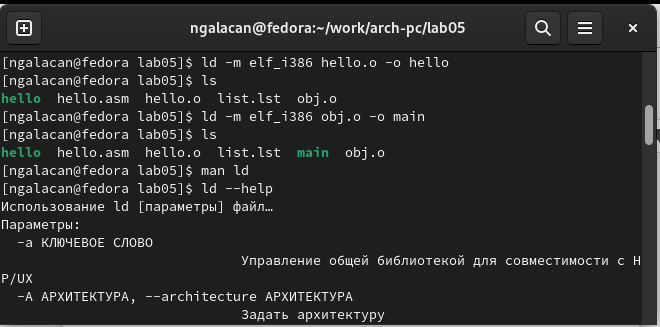 ngalacan@fedora:~/work/arch-pc/lab05
[ngalacan@fedora lab05]$ ld -m elf_i386 hello.o -o hello
[ngalacan@fedora lab05]$ ls
hello  hello.asm  hello.o  list.lst  obj.o
[ngalacan@fedora lab05]$ ld -m elf_i386 obj.o -o main
[ngalacan@fedora lab05]$ ls
hello  hello.asm  hello.o  list.lst  main  obj.o
[ngalacan@fedora lab05]$ man ld
[ngalacan@fedora lab05]$ ld --help
Использование ld [параметры] файл…
Параметры:
  -a КЛЮЧЕВОЕ СЛОВО
                              Управление общей библиотекой для совместимости с H
P/UX
  -A АРХИТЕКТУРА, --architecture АРХИТЕКТУРА
                              Задать архитектуру